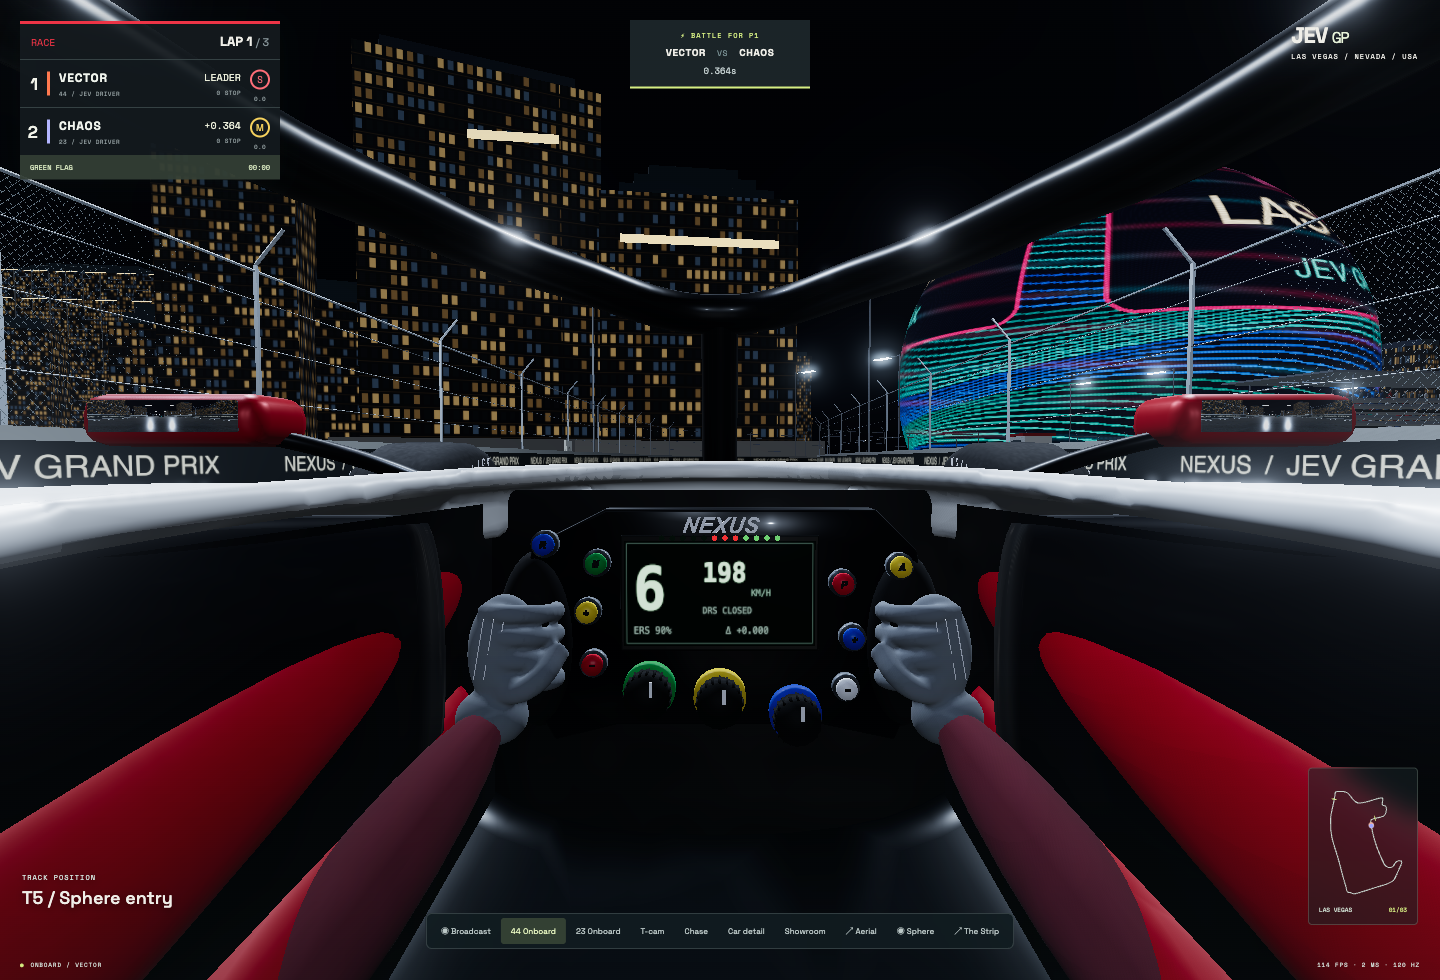 RACE
LAP 1 / 3
1 VECTOR LEADER S
44 / JEV DRIVER 0 STOP 0.0
2 CHAOS +0.364 M
23 / JEV DRIVER 0 STOP 0.0
GREEN FLAG 00:00
⚡ BATTLE FOR P1
VECTOR VS CHAOS
0.364s
JEV GP
LAS VEGAS / NEVADA / USA
LAS
JEV G
V GRAND PRIX NEXUS /
PRIX NEXUS / JEV GRA
NEXUS
6 198
KM/H
DRS CLOSED
ERS 90% Δ +0.000
P
A
TRACK POSITION
T5 / Sphere entry
LAS VEGAS 01/03
Broadcast 44 Onboard 23 Onboard T-cam Chase Car detail Showroom Aerial Sphere The Strip
ONBOARD / VECTOR
114 FPS · 2 MS · 120 HZ